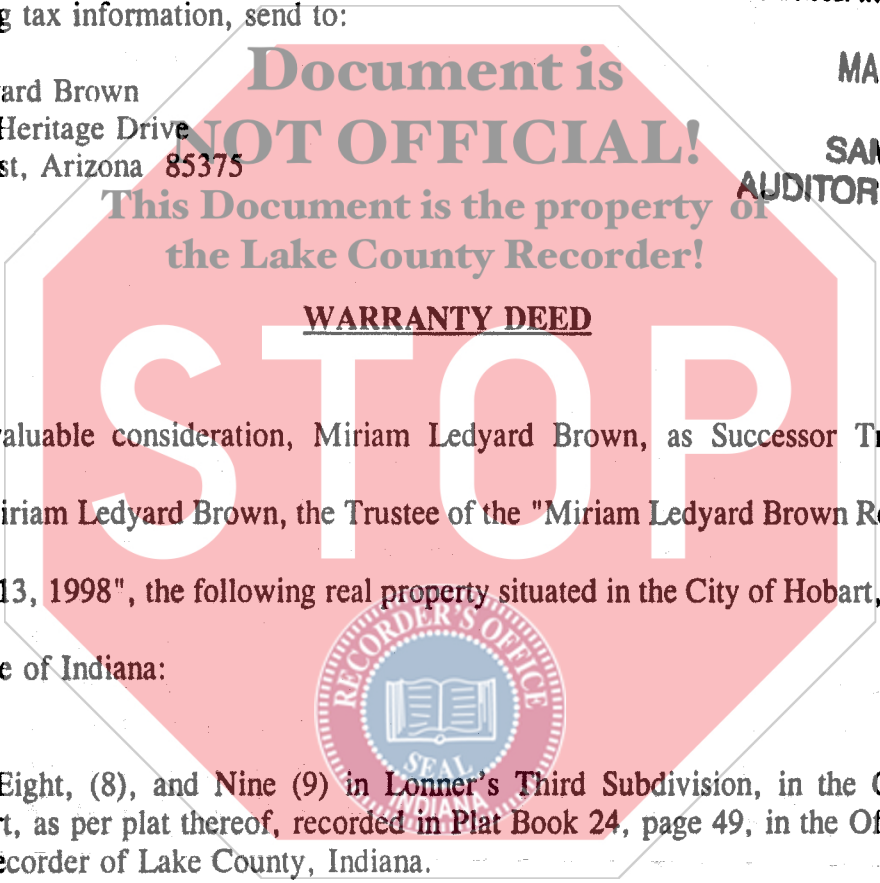 g tax information, send to:
MA
ard Brown
Heritage Drive
st, Arizona 85375
SAN
AUDITOR
Document is
NOT OFFICIAL!
This Document is the property of
the Lake County Recorder!
WARRANTY DEED
STOP
valuable consideration, Miriam Ledyard Brown, as Successor Tr
iriam Ledyard Brown, the Trustee of the "Miriam Ledyard Brown Re
13, 1998", the following real property situated in the City of Hobart,
e of Indiana:
RECORDER'S OFFICE
SEAL
INDIANA
Eight, (8), and Nine (9) in Lonner's Third Subdivision, in the C
rt, as per plat thereof, recorded in Plat Book 24, page 49, in the Of
ecorder of Lake County, Indiana.